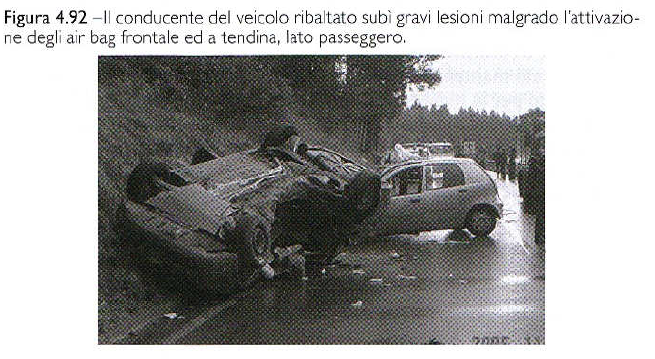 Figura 4.92 –Il conducente del veicolo ribaltato subì gravi lesioni malgrado l'attivazio-
ne degli air bag frontale ed a tendina, lato passeggero.